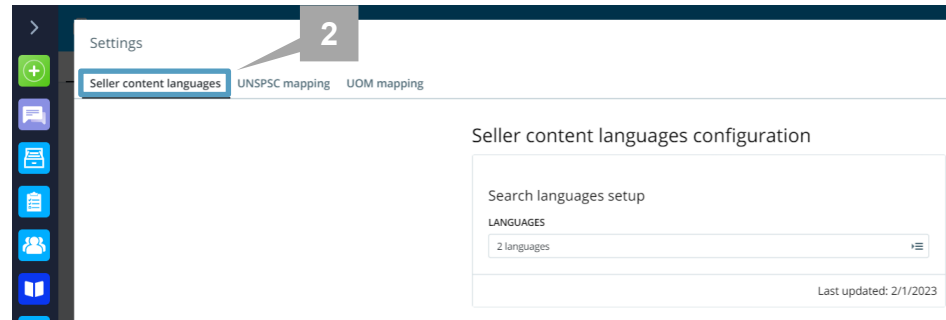 Settings
2
Seller content languages UNSPSC mapping UOM mapping
Seller content languages configuration
Search languages setup
LANGUAGES
2 languages
Last updated: 2/1/2023